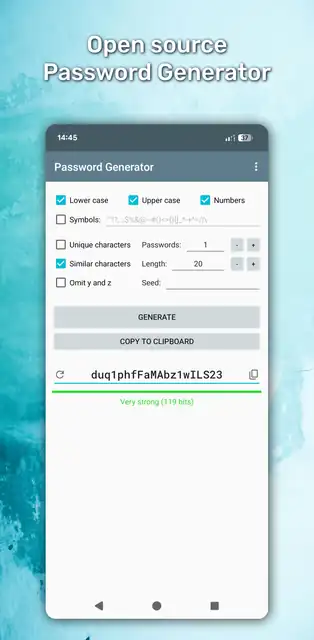 Open source
Password Generator
14:45
37
Password Generator
Lower case Upper case Numbers
Symbols:
Unique characters Passwords: 1 - +
Similar characters Length: 20 - +
Omit y and z Seed:
GENERATE
COPY TO CLIPBOARD
duq1phfFaMAbz1wILS23
Very strong (119 bits)